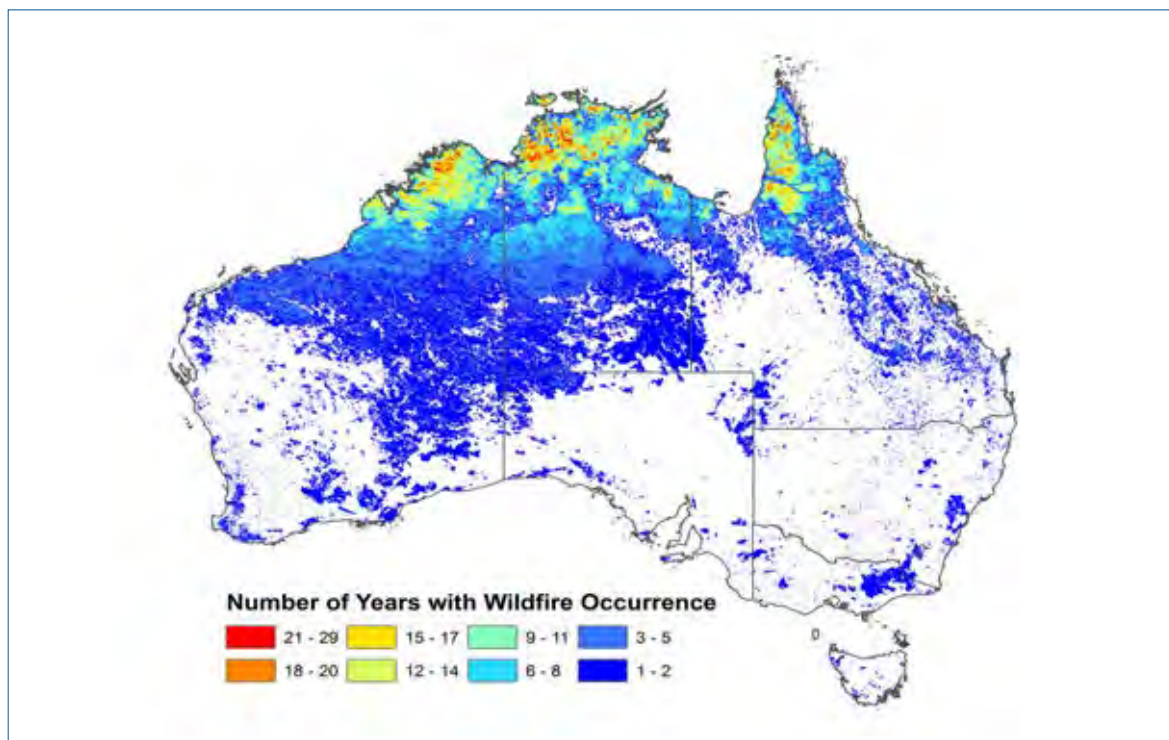 Number of Years with Wildfire Occurrence
21 - 29 15 - 17 9 - 11 3 - 5
18 - 20 12 - 14 6 - 8 1 - 2